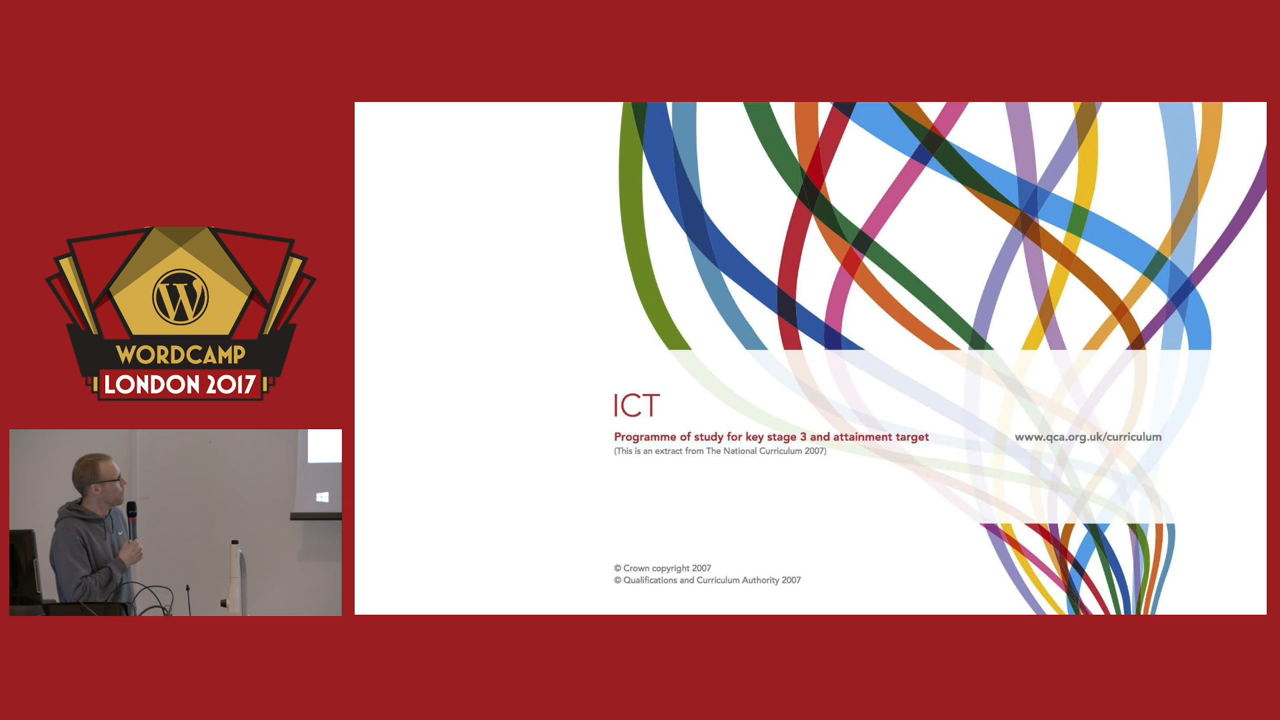 WORDCAMP
LONDON 2017
ICT
Programme of study for key stage 3 and attainment target
(This is an extract from The National Curriculum 2007)
www.qca.org.uk/curriculum
© Crown copyright 2007
© Qualifications and Curriculum Authority 2007